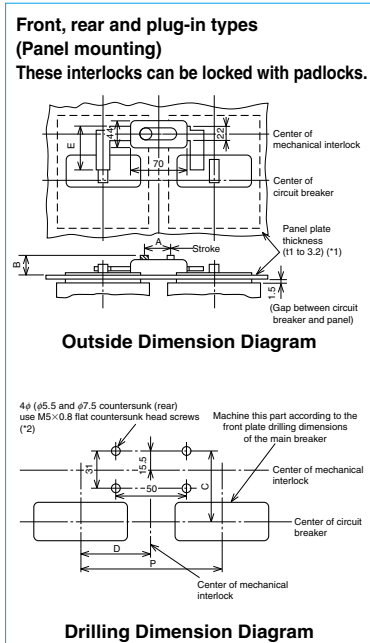 Front, rear and plug-in types
(Panel mounting)
These interlocks can be locked with padlocks.
E
44
22
70
Center of
mechanical interlock
Center of
circuit breaker
Panel plate
thickness
(t1 to 3.2) (*1)
A
Stroke
B
1.5
(Gap between circuit
breaker and panel)
Outside Dimension Diagram
4ϕ (ϕ5.5 and ϕ7.5 countersunk (rear)
use M5×0.8 flat countersunk head screws
(*2)
Machine this part according to the
front plate drilling dimensions
of the main breaker
31
15.5
50
C
Center of mechanical
interlock
Center of circuit
breaker
D
P
Center of mechanical
interlock
Drilling Dimension Diagram